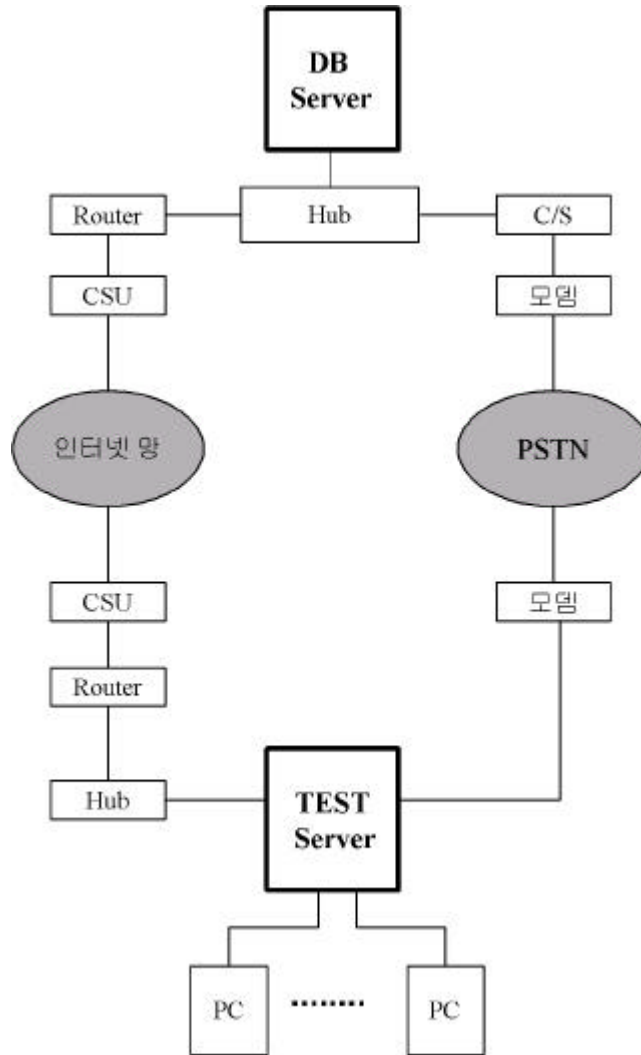 DB
Server
Router
Hub
C/S
CSU
모뎀
인터넷 망
PSTN
CSU
모뎀
Router
Hub
TEST
Server
PC
PC